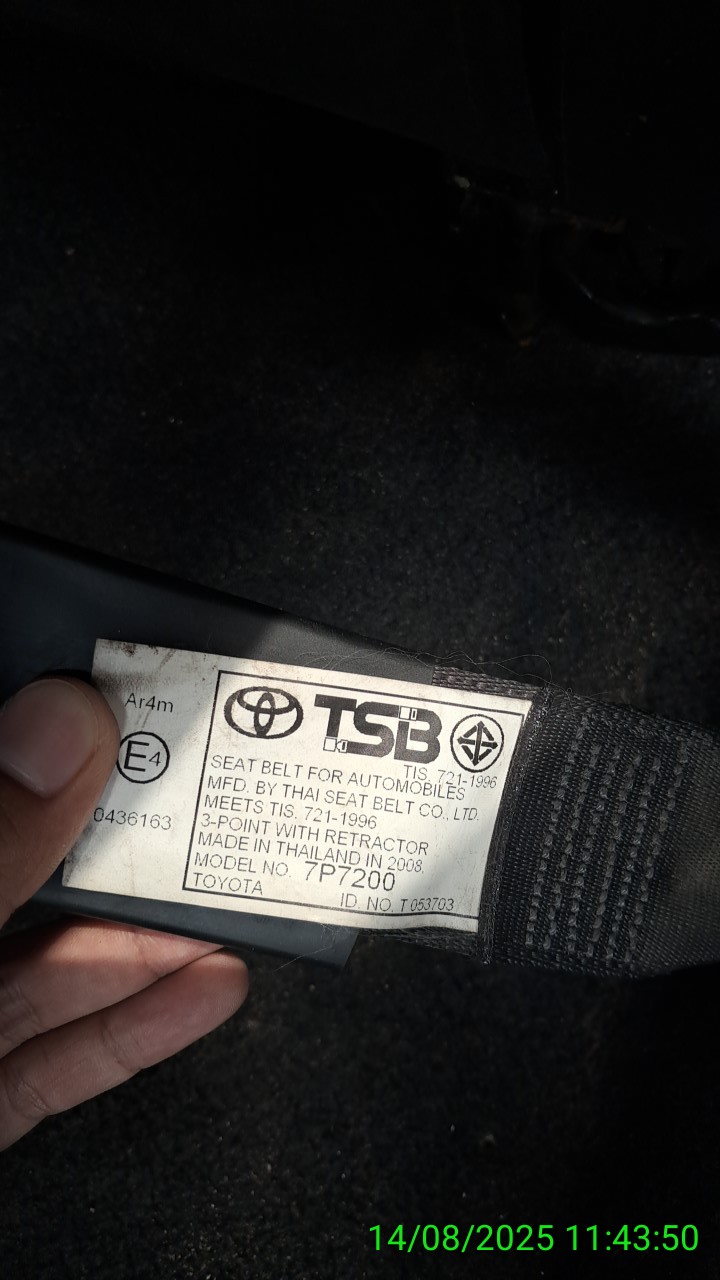 Ar4m
E4
0436163
TSB
TIS. 721-1996
SEAT BELT FOR AUTOMOBILES
MFD. BY THAI SEAT BELT CO., LTD.
MEETS TIS. 721-1996
3-POINT WITH RETRACTOR
MADE IN THAILAND IN 2008,
MODEL NO. 7P7200
TOYOTA ID. NO. T 053703
14/08/2025 11:43:50